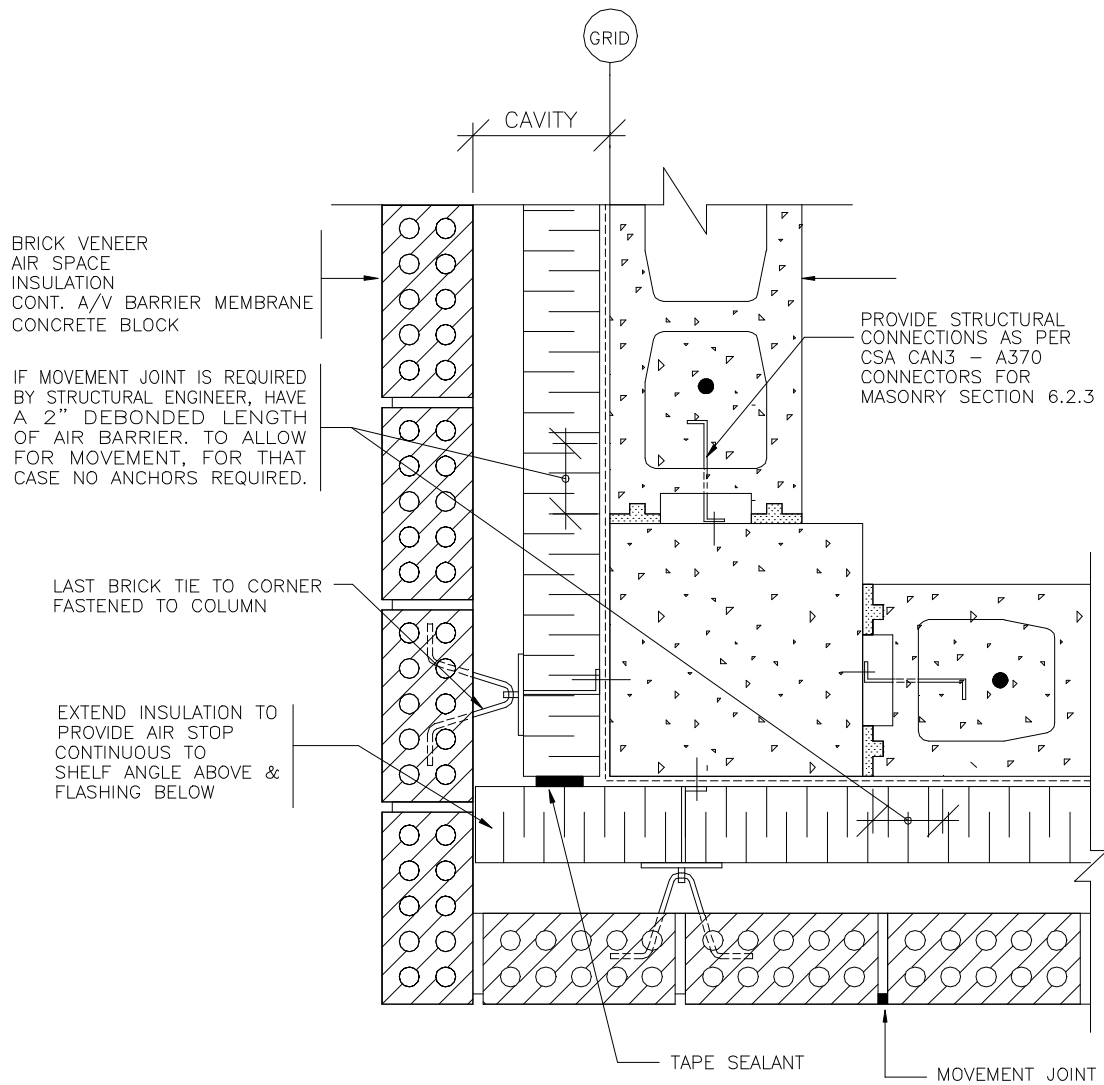 GRID
CAVITY
BRICK VENEER
AIR SPACE
INSULATION
CONT. A/V BARRIER MEMBRANE
CONCRETE BLOCK
PROVIDE STRUCTURAL
CONNECTIONS AS PER
CSA CAN3 – A370
CONNECTORS FOR
MASONRY SECTION 6.2.3
IF MOVEMENT JOINT IS REQUIRED
BY STRUCTURAL ENGINEER, HAVE
A 2" DEBONDED LENGTH
OF AIR BARRIER. TO ALLOW
FOR MOVEMENT, FOR THAT
CASE NO ANCHORS REQUIRED.
LAST BRICK TIE TO CORNER
FASTENED TO COLUMN
EXTEND INSULATION TO
PROVIDE AIR STOP
CONTINUOUS TO
SHELF ANGLE ABOVE &
FLASHING BELOW
TAPE SEALANT
MOVEMENT JOINT